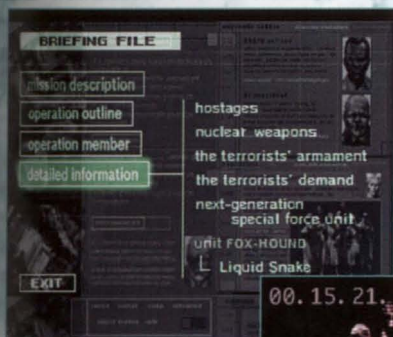 BRIEFING FILE
mission description
operation outline
operation member
detailed information
hostages
nuclear weapons
the terrorists' armament
the terrorists' demand
next-generation
special force unit
unit FOX-HOUND
Liquid Snake
EXIT
00.15.21.